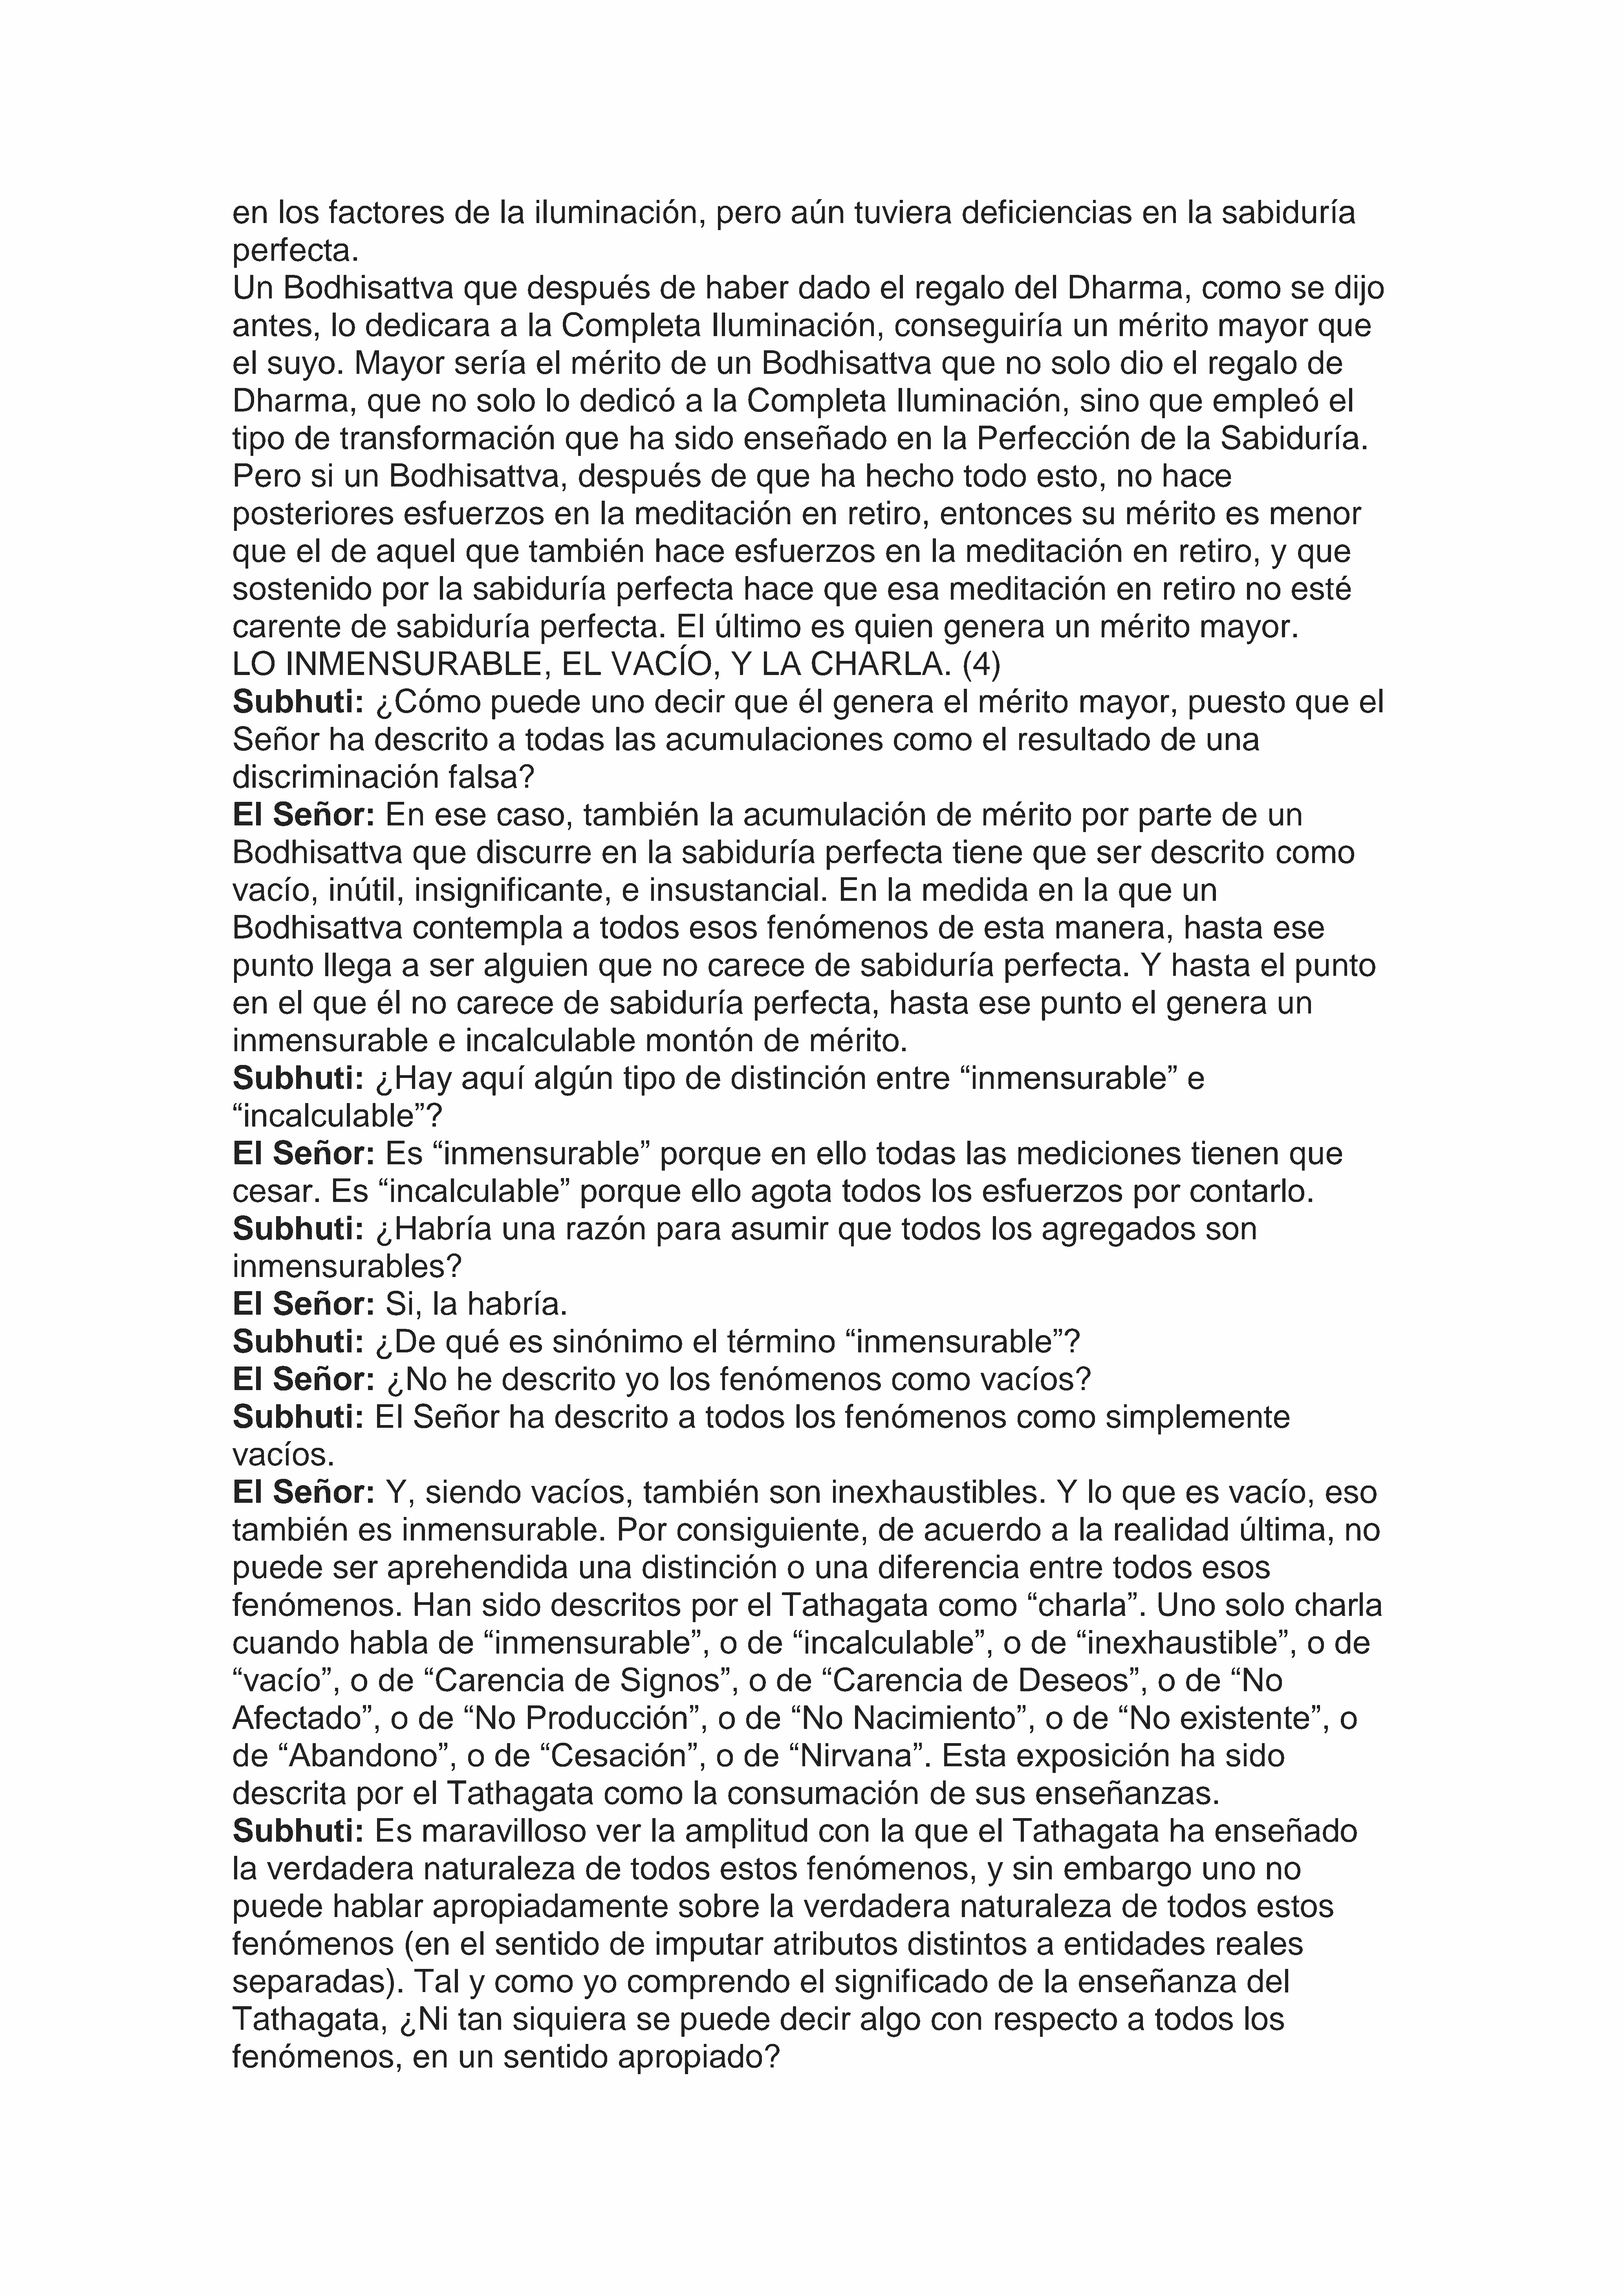 en los factores de la iluminación, pero aún tuviera deficiencias en la sabiduría
perfecta.
Un Bodhisattva que después de haber dado el regalo del Dharma, como se dijo
antes, lo dedicara a la Completa Iluminación, conseguiría un mérito mayor que
el suyo. Mayor sería el mérito de un Bodhisattva que no solo dio el regalo de
Dharma, que no solo lo dedicó a la Completa Iluminación, sino que empleó el
tipo de transformación que ha sido enseñado en la Perfección de la Sabiduría.
Pero si un Bodhisattva, después de que ha hecho todo esto, no hace
posteriores esfuerzos en la meditación en retiro, entonces su mérito es menor
que el de aquel que también hace esfuerzos en la meditación en retiro, y que
sostenido por la sabiduría perfecta hace que esa meditación en retiro no esté
carente de sabiduría perfecta. El último es quien genera un mérito mayor.
LO INMENSURABLE, EL VACÍO, Y LA CHARLA. (4)
Subhuti: ¿Cómo puede uno decir que él genera el mérito mayor, puesto que el
Señor ha descrito a todas las acumulaciones como el resultado de una
discriminación falsa?
El Señor: En ese caso, también la acumulación de mérito por parte de un
Bodhisattva que discurre en la sabiduría perfecta tiene que ser descrito como
vacío, inútil, insignificante, e insustancial. En la medida en la que un
Bodhisattva contempla a todos esos fenómenos de esta manera, hasta ese
punto llega a ser alguien que no carece de sabiduría perfecta. Y hasta el punto
en el que él no carece de sabiduría perfecta, hasta ese punto el genera un
inmensurable e incalculable montón de mérito.
Subhuti: ¿Hay aquí algún tipo de distinción entre “inmensurable” e
“incalculable”?
El Señor: Es “inmensurable” porque en ello todas las mediciones tienen que
cesar. Es “incalculable” porque ello agota todos los esfuerzos por contarlo.
Subhuti: ¿Habría una razón para asumir que todos los agregados son
inmensurables?
El Señor: Si, la habría.
Subhuti: ¿De qué es sinónimo el término “inmensurable”?
El Señor: ¿No he descrito yo los fenómenos como vacíos?
Subhuti: El Señor ha descrito a todos los fenómenos como simplemente
vacíos.
El Señor: Y, siendo vacíos, también son inexhaustibles. Y lo que es vacío, eso
también es inmensurable. Por consiguiente, de acuerdo a la realidad última, no
puede ser aprehendida una distinción o una diferencia entre todos esos
fenómenos. Han sido descritos por el Tathagata como “charla”. Uno solo charla
cuando habla de “inmensurable”, o de “incalculable”, o de “inexhaustible”, o de
“vacío”, o de “Carencia de Signos”, o de “Carencia de Deseos”, o de “No
Afectado”, o de “No Producción”, o de “No Nacimiento”, o de “No existente”, o
de “Abandono”, o de “Cesación”, o de “Nirvana”. Esta exposición ha sido
descrita por el Tathagata como la consumación de sus enseñanzas.
Subhuti: Es maravilloso ver la amplitud con la que el Tathagata ha enseñado
la verdadera naturaleza de todos estos fenómenos, y sin embargo uno no
puede hablar apropiadamente sobre la verdadera naturaleza de todos estos
fenómenos (en el sentido de imputar atributos distintos a entidades reales
separadas). Tal y como yo comprendo el significado de la enseñanza del
Tathagata, ¿Ni tan siquiera se puede decir algo con respecto a todos los
fenómenos, en un sentido apropiado?